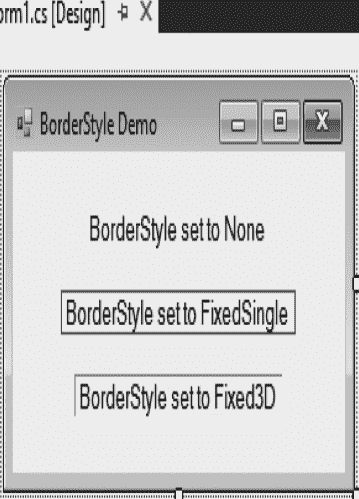 orm1.cs [Design]
BorderStyle Demo
BorderStyle set to None
BorderStyle set to FixedSingle
BorderStyle set to Fixed3D